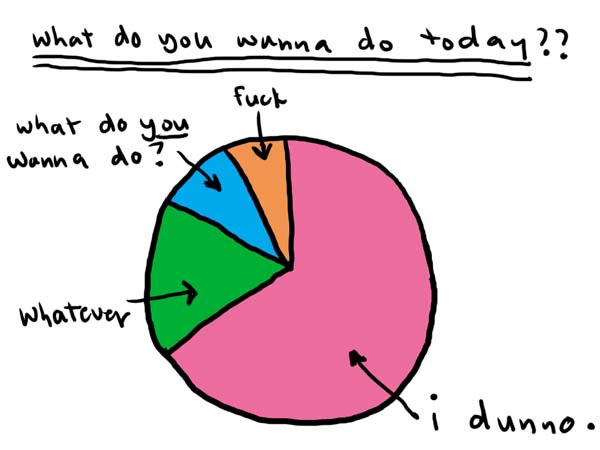 what do you wanna do today??
fuck
what do you
wanna do?
whatever
i dunno.